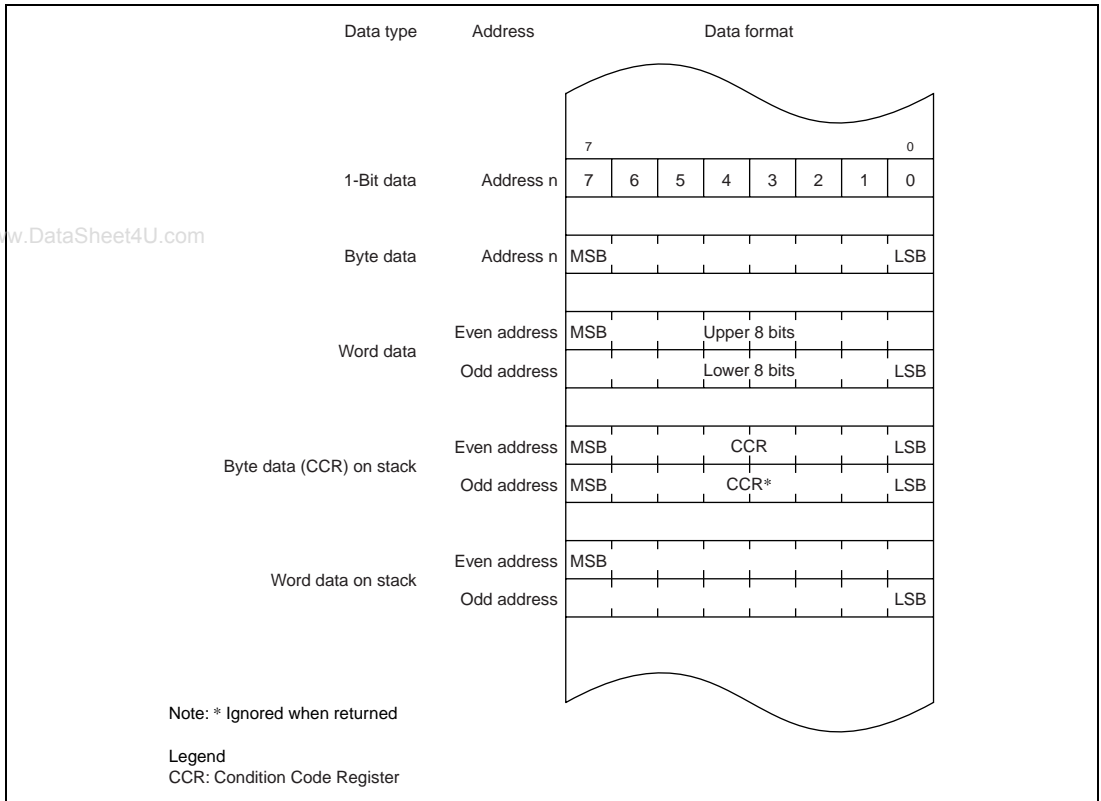 Data type Address Data format
7 0
1-Bit data Address n 7 6 5 4 3 2 1 0
w.DataSheet4U.com
Byte data Address n MSB LSB
Even address MSB Upper 8 bits
Word data
Odd address Lower 8 bits LSB
Even address MSB CCR LSB
Byte data (CCR) on stack
Odd address MSB CCR* LSB
Even address MSB
Word data on stack
Odd address LSB
Note: * Ignored when returned
Legend
CCR: Condition Code Register